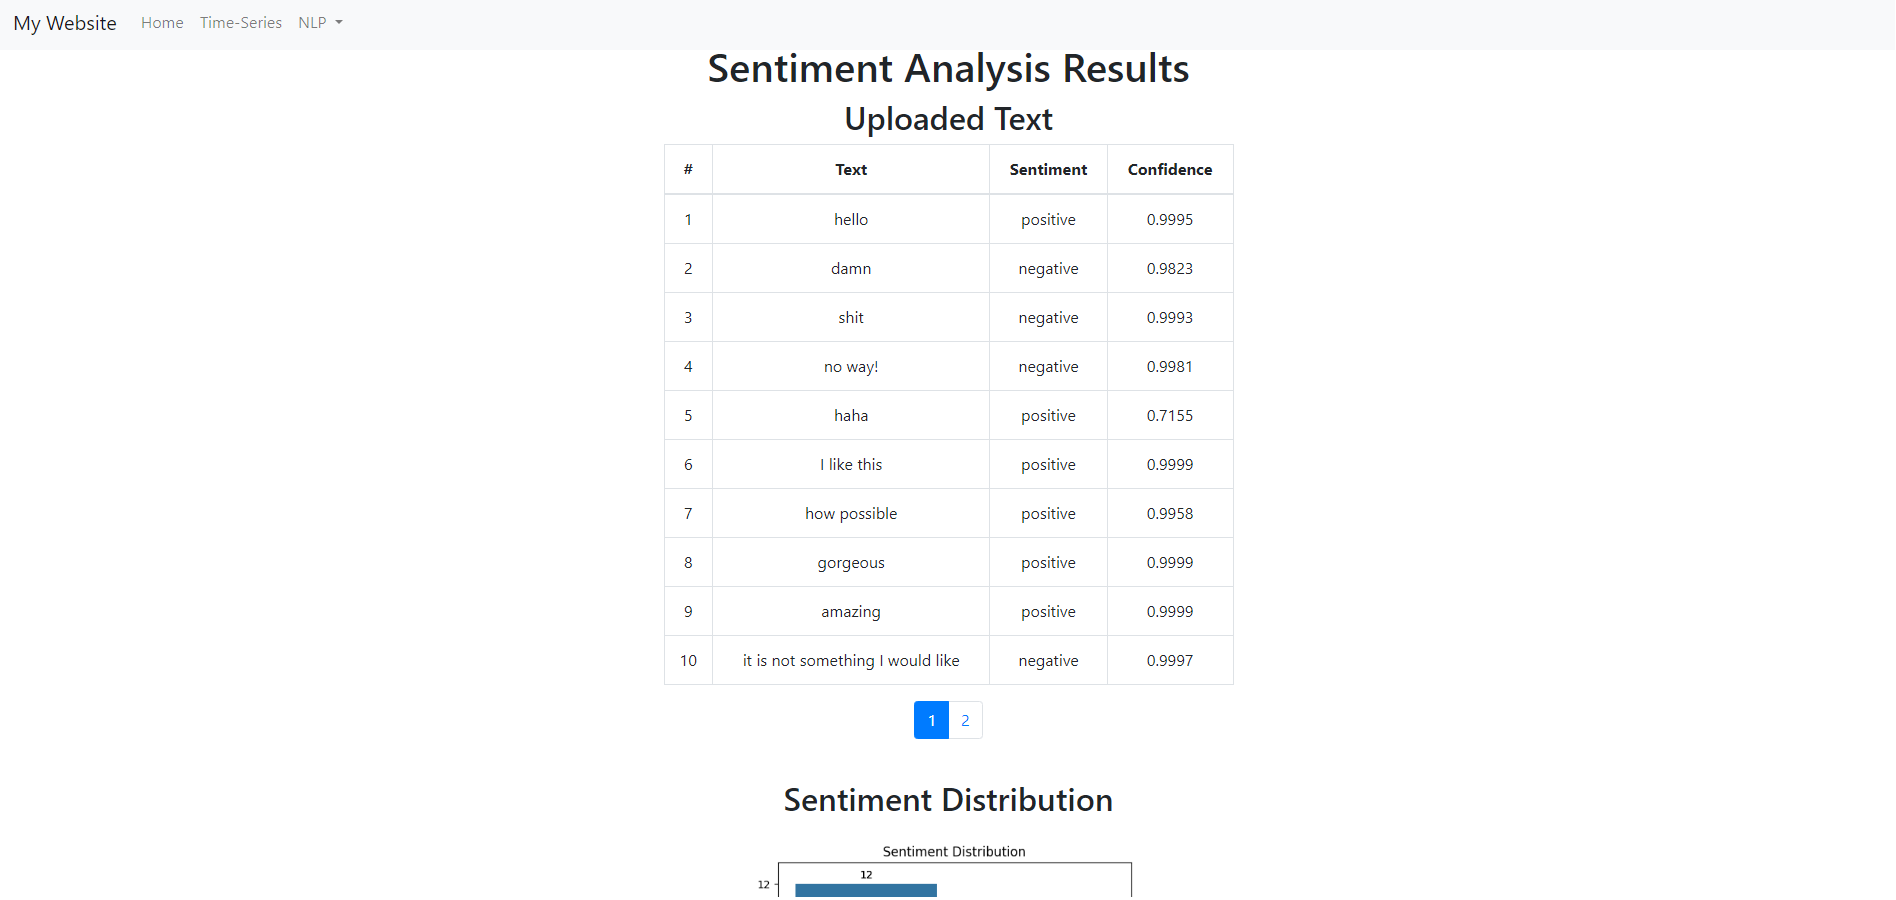 My Website Home Time-Series NLP
Sentiment Analysis Results
Uploaded Text
# Text Sentiment Confidence
1 hello positive 0.9995
2 damn negative 0.9823
3 shit negative 0.9993
4 no way! negative 0.9981
5 haha positive 0.7155
6 I like this positive 0.9999
7 how possible positive 0.9958
8 gorgeous positive 0.9999
9 amazing positive 0.9999
10 it is not something I would like negative 0.9997
1 2
Sentiment Distribution
Sentiment Distribution
12
12